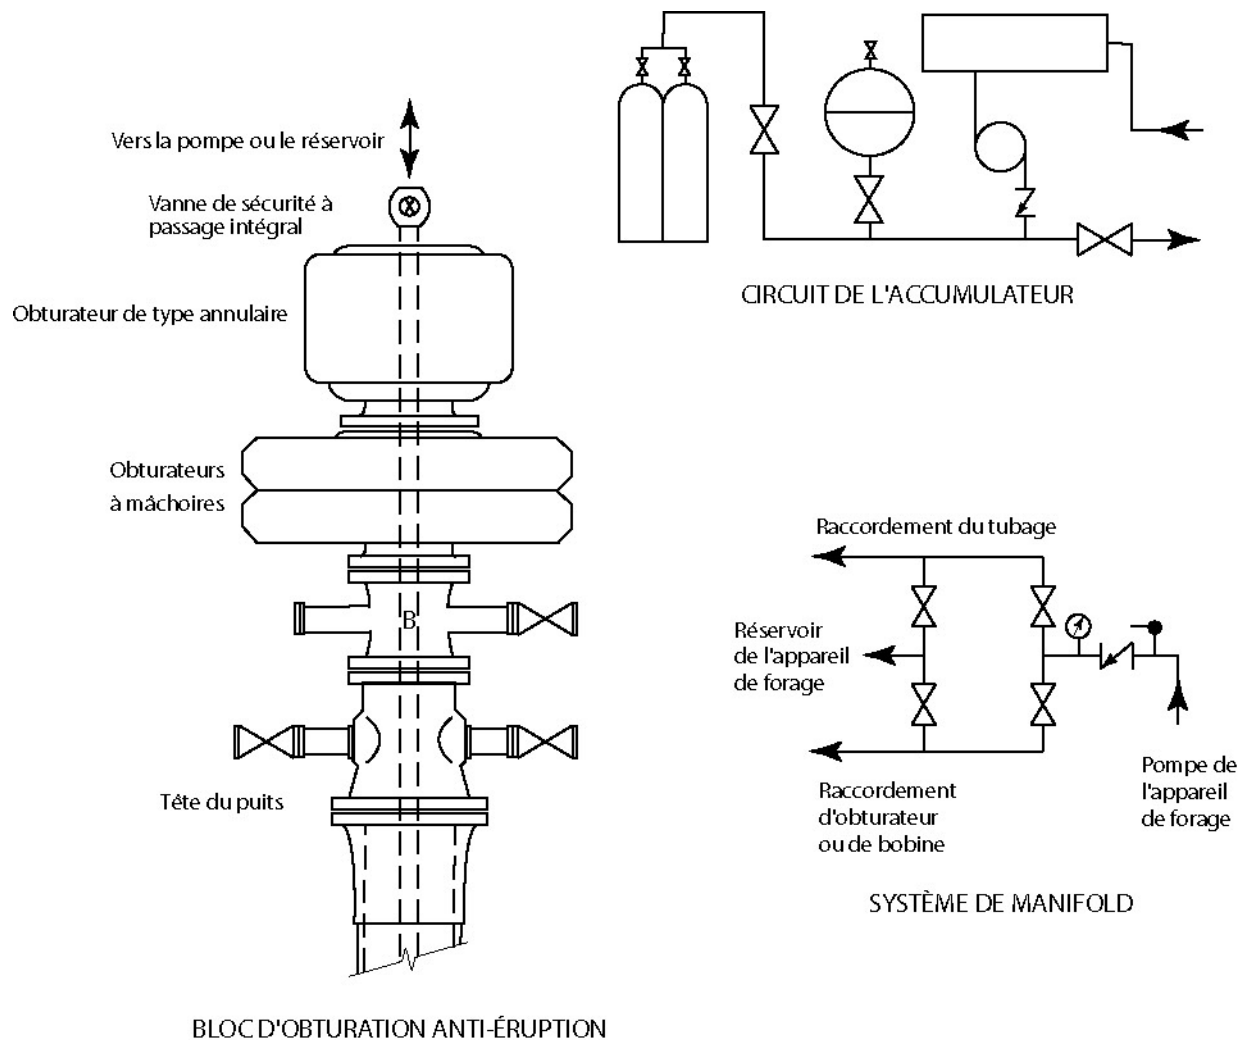 Vers la pompe ou le réservoir
Vanne de sécurité à
passage intégral
Obturateur de type annulaire
Obturateurs
à mâchoires
B
Tête du puits
BLOC D'OBTURATION ANTI-ÉRUPTION
CIRCUIT DE L'ACCUMULATEUR
Raccordement du tubage
Réservoir
de l'appareil
de forage
Raccordement
d'obturateur
ou de bobine
Pompe de
l'appareil
de forage
SYSTÈME DE MANIFOLD